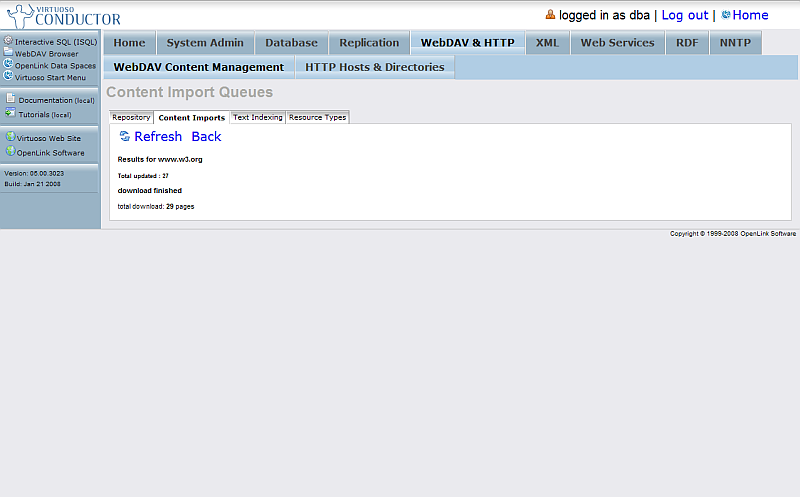 VIRTUOSO
CONDUCTOR
logged in as dba | Log out | Home
Interactive SQL (ISQL)
WebDAV Browser
OpenLink Data Spaces
Virtuoso Start Menu
Documentation (local)
Tutorials (local)
Virtuoso Web Site
OpenLink Software
Version: 05.00.3023
Build: Jan 21 2008
Home System Admin Database Replication WebDAV & HTTP XML Web Services RDF NNTP
WebDAV Content Management HTTP Hosts & Directories
Content Import Queues
Repository Content Imports Text Indexing Resource Types
Refresh Back
Results for www.w3.org
Total updated : 27
download finished
total download: 29 pages
Copyright © 1999-2008 OpenLink Software